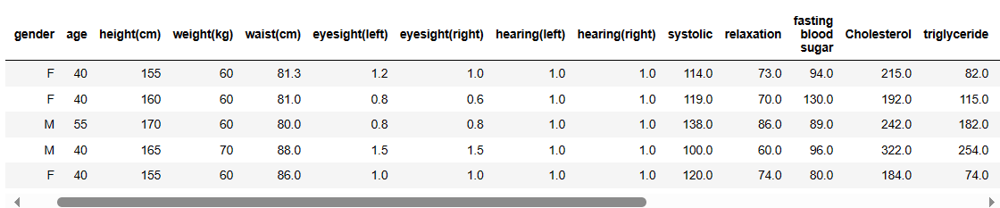 gender age height(cm) weight(kg) waist(cm) eyesight(left) eyesight(right) hearing(left) hearing(right) systolic relaxation fasting blood sugar Cholesterol triglyceride
F 40 155 60 81.3 1.2 1.0 1.0 1.0 114.0 73.0 94.0 215.0 82.0
F 40 160 60 81.0 0.8 0.6 1.0 1.0 119.0 70.0 130.0 192.0 115.0
M 55 170 60 80.0 0.8 0.8 1.0 1.0 138.0 86.0 89.0 242.0 182.0
M 40 165 70 88.0 1.5 1.5 1.0 1.0 100.0 60.0 96.0 322.0 254.0
F 40 155 60 86.0 1.0 1.0 1.0 1.0 120.0 74.0 80.0 184.0 74.0